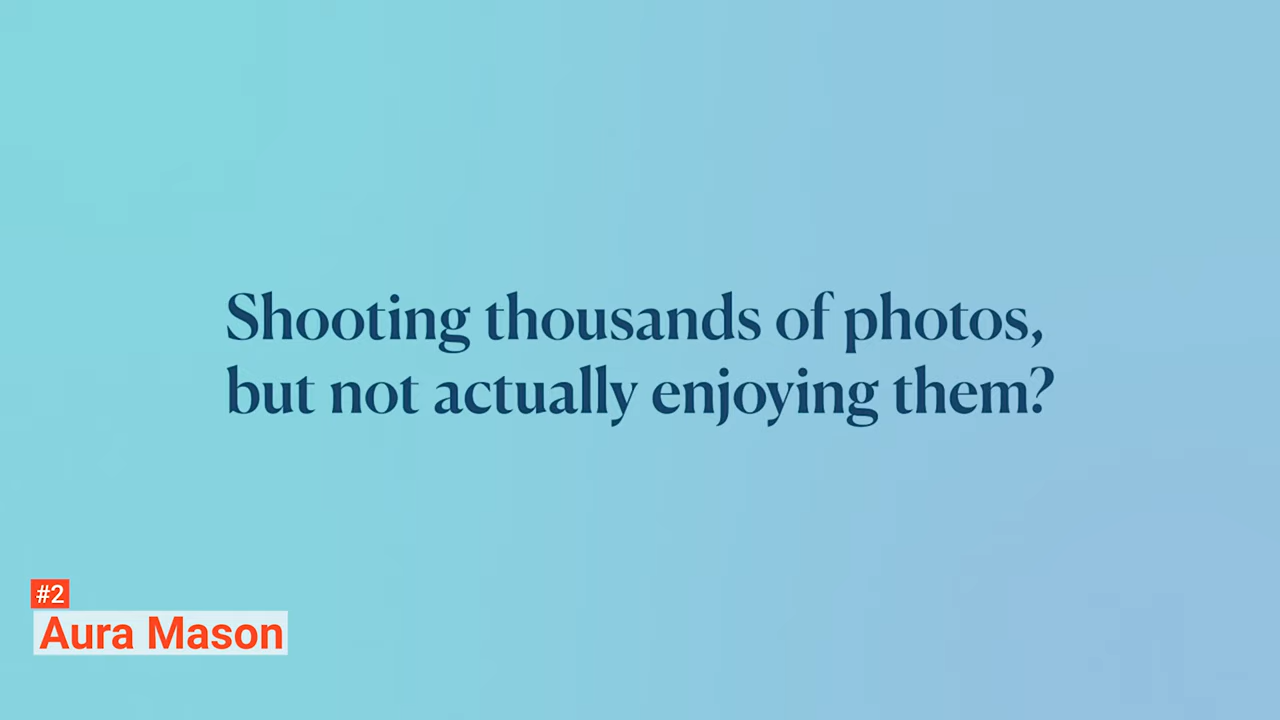 Shooting thousands of photos,
but not actually enjoying them?
#2
Aura Mason